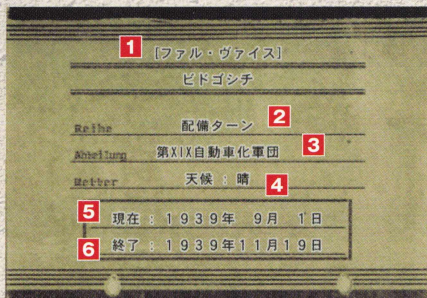 1 [ファル・ヴァイス]
ビドゴシチ
Reihe 配備ターン 2
Abteilung 第XIX自動車化軍団 3
Wetter 天候 : 晴 4
5 現在 : 1939年 9月 1日
6 終了 : 1939年11月19日